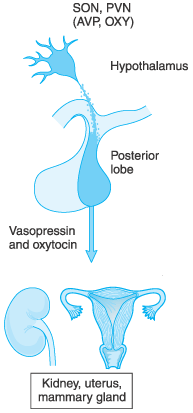 SON, PVN
(AVP, OXY)
Hypothalamus
Posterior
lobe
Vasopressin
and oxytocin
Kidney, uterus,
mammary gland